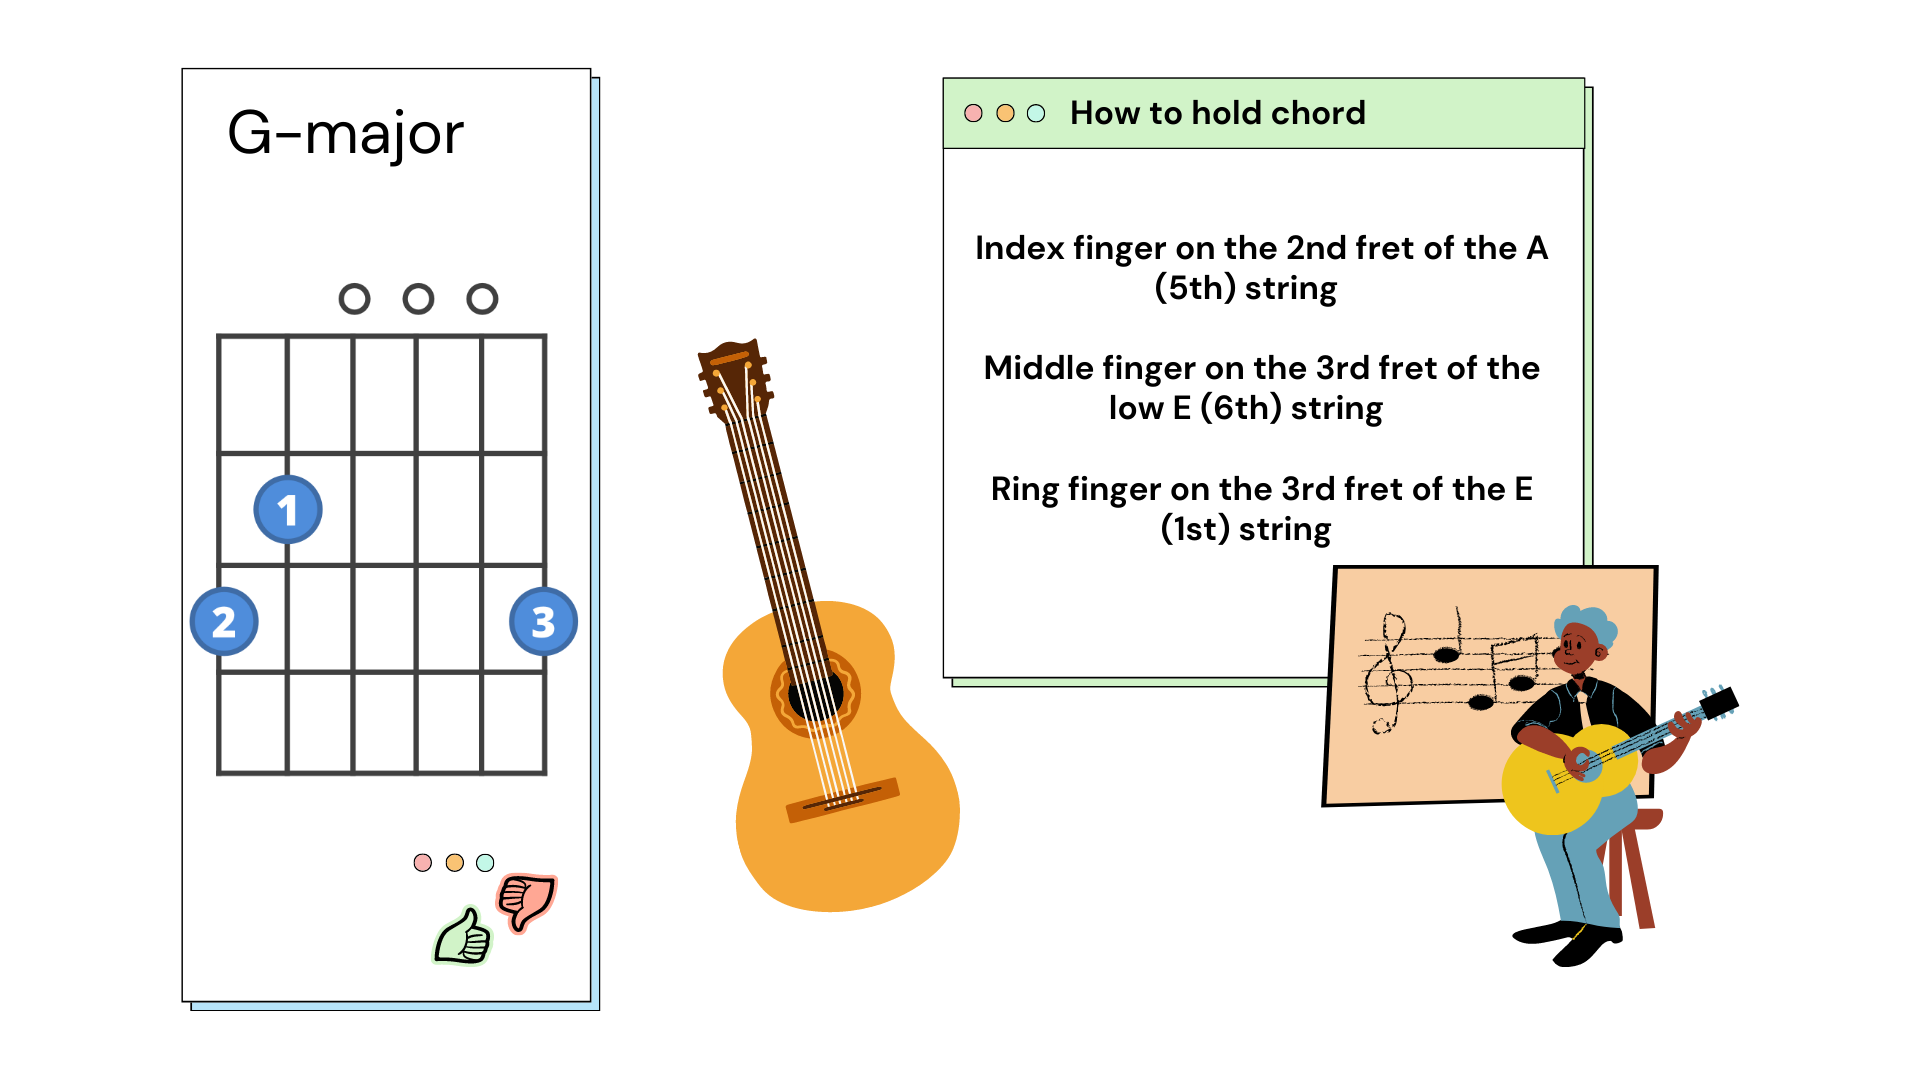 G-major
1
2
3
How to hold chord
Index finger on the 2nd fret of the A
(5th) string
Middle finger on the 3rd fret of the
low E (6th) string
Ring finger on the 3rd fret of the E
(1st) string